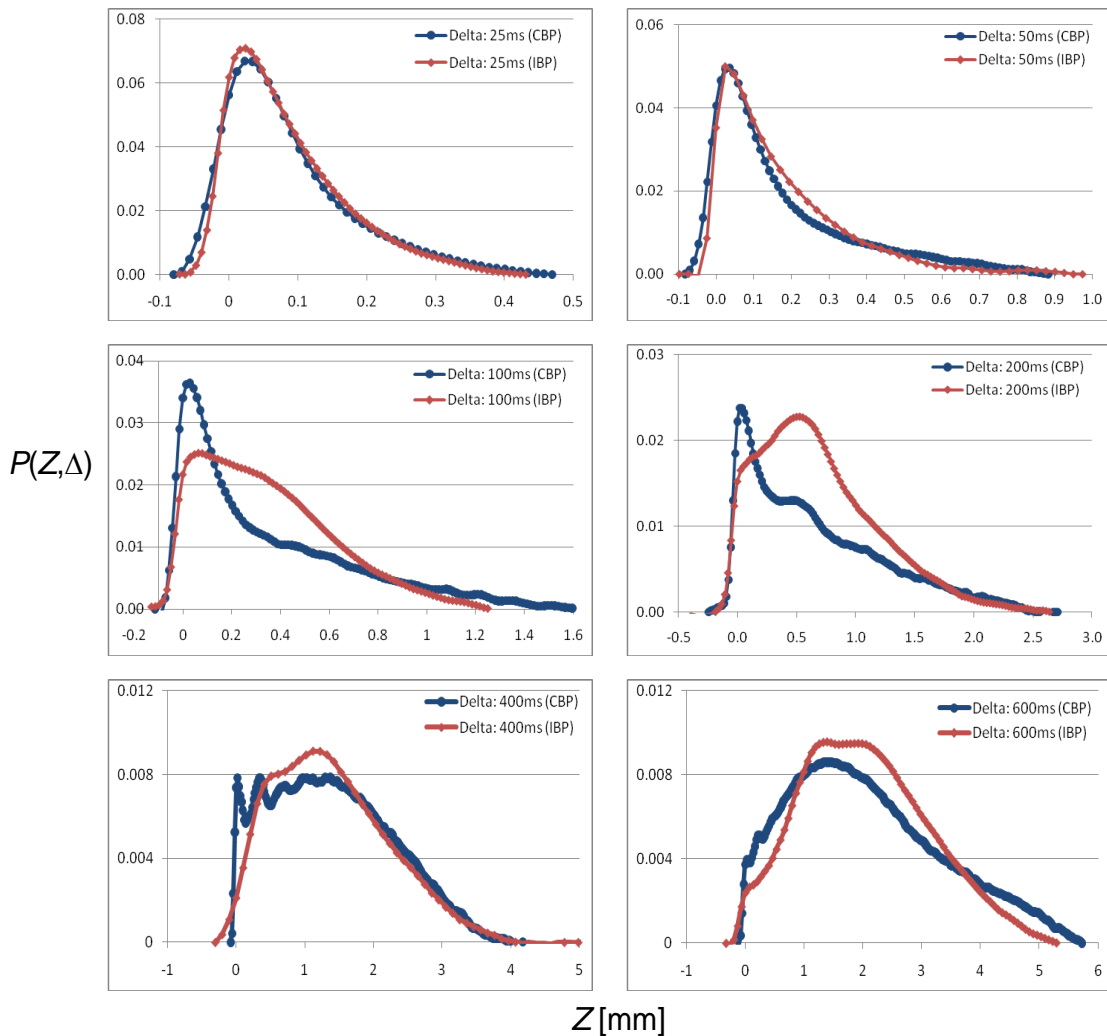 0.08
0.06
0.04
0.02
0.00
-0.1 0 0.1 0.2 0.3 0.4 0.5
Delta: 25ms (CBP)
Delta: 25ms (IBP)
0.06
0.04
0.02
0.00
-0.1 0.0 0.1 0.2 0.3 0.4 0.5 0.6 0.7 0.8 0.9 1.0
Delta: 50ms (CBP)
Delta: 50ms (IBP)
P(Z,Δ)
0.04
0.03
0.02
0.01
0.00
-0.2 0 0.2 0.4 0.6 0.8 1 1.2 1.4 1.6
Delta: 100ms (CBP)
Delta: 100ms (IBP)
0.03
0.02
0.01
0.00
-0.5 0.0 0.5 1.0 1.5 2.0 2.5 3.0
Delta: 200ms (CBP)
Delta: 200ms (IBP)
0.012
0.008
0.004
0
-1 0 1 2 3 4 5
Delta: 400ms (CBP)
Delta: 400ms (IBP)
0.012
0.008
0.004
0
-1 0 1 2 3 4 5 6
Delta: 600ms (CBP)
Delta: 600ms (IBP)
Z [mm]